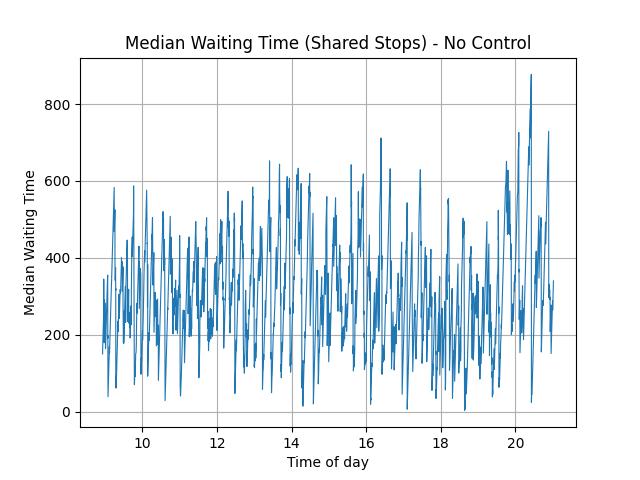 Median Waiting Time (Shared Stops) - No Control
Median Waiting Time
800
600
400
200
0
10 12 14 16 18 20
Time of day